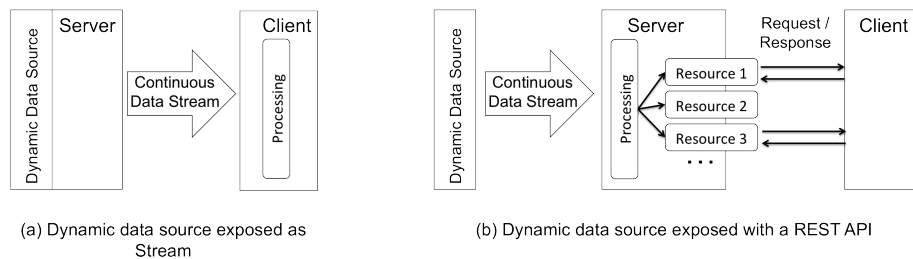 Dynamic Data Source
Server
Continuous
Data Stream
Client
Processing
(a) Dynamic data source exposed as
Stream
Dynamic Data Source
Continuous
Data Stream
Server
Processing
Resource 1
Resource 2
Resource 3
...
Request /
Response
Client
(b) Dynamic data source exposed with a REST API